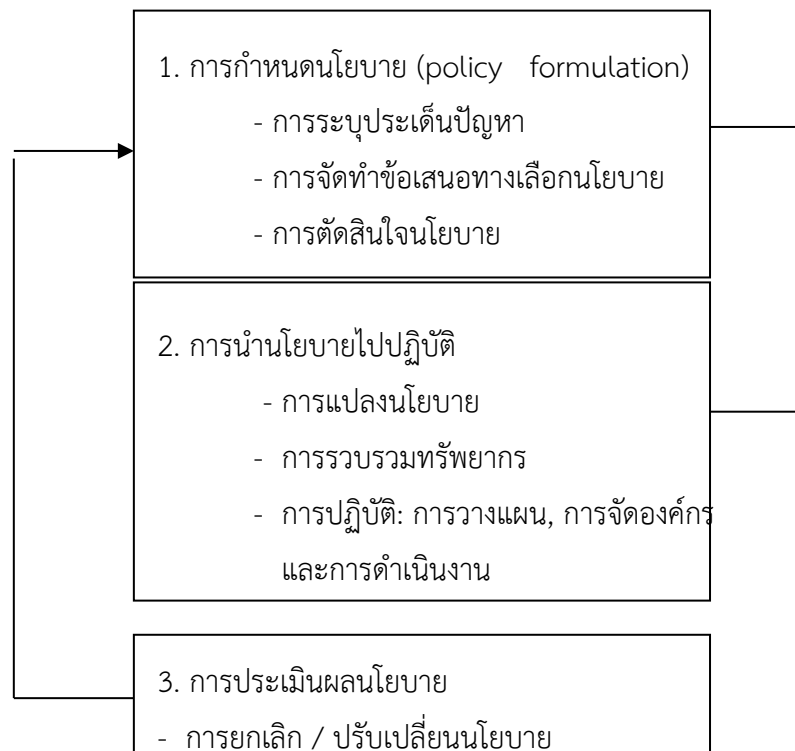 1. การกำหนดนโยบาย (policy formulation)
- การระบุประเด็นปัญหา
- การจัดทำข้อเสนอทางเลือกนโยบาย
- การตัดสินใจนโยบาย
2. การนำนโยบายไปปฏิบัติ
- การแปลงนโยบาย
- การรวบรวมทรัพยากร
- การปฏิบัติ: การวางแผน, การจัดองค์กร
และการดำเนินงาน
3. การประเมินผลนโยบาย
- การยกเลิก / ปรับเปลี่ยนนโยบาย